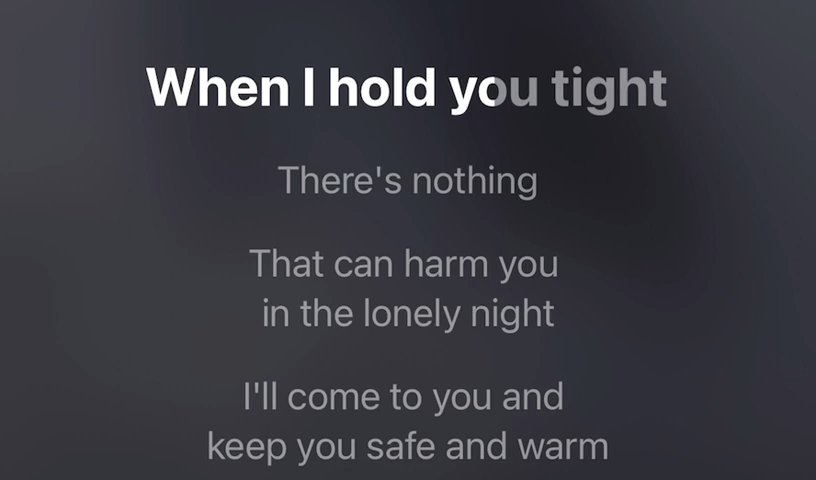 When I hold you tight
There's nothing
That can harm you
in the lonely night
I'll come to you and
keep you safe and warm